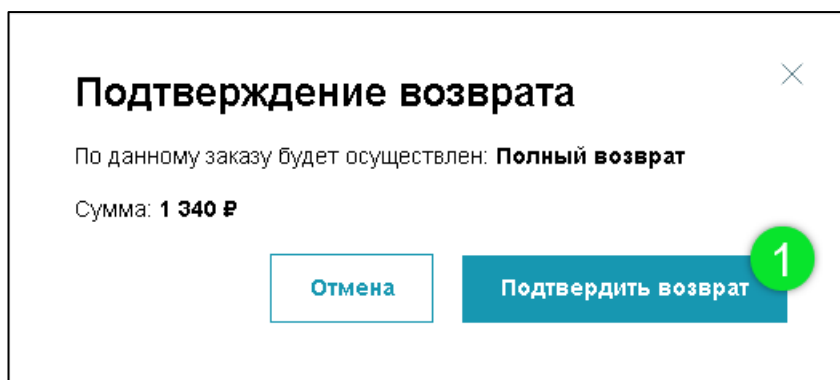 Подтверждение возврата
По данному заказу будет осуществлен: Полный возврат
Сумма: 1 340 ₽
1
Отмена
Подтвердить возврат